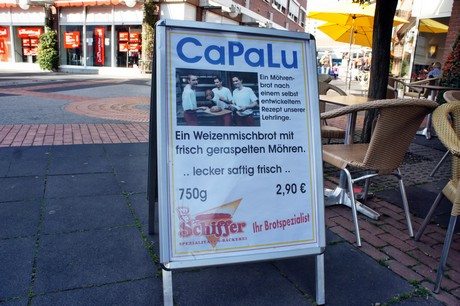 CaPaLu
Ein Möhren-
brot nach
einem selbst
entwickeltem
Rezept unserer
Lehrlinge.
Ein Weizenmischbrot mit
frisch geraspelten Möhren.
.. lecker saftig frisch ..
750g
2,90 €
Schiffer
SPEZIALITÄTEN BÄCKEREI
Ihr Brotspezialist